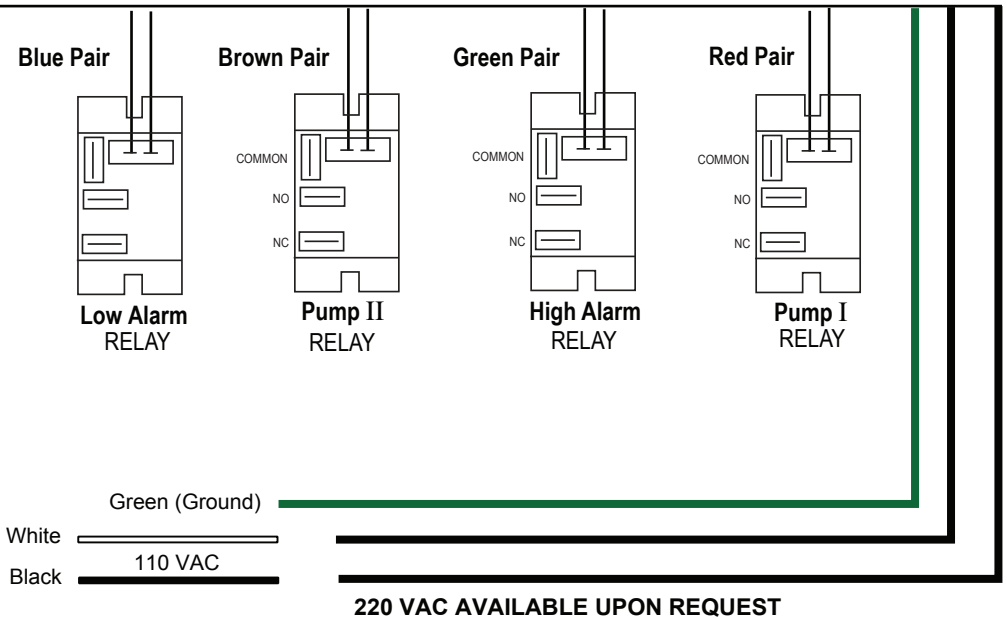 Blue Pair
Brown Pair
Green Pair
Red Pair
COMMON
NO
NC
COMMON
NO
NC
COMMON
NO
NC
Low Alarm
RELAY
Pump II
RELAY
High Alarm
RELAY
Pump I
RELAY
Green (Ground)
White
110 VAC
Black
220 VAC AVAILABLE UPON REQUEST